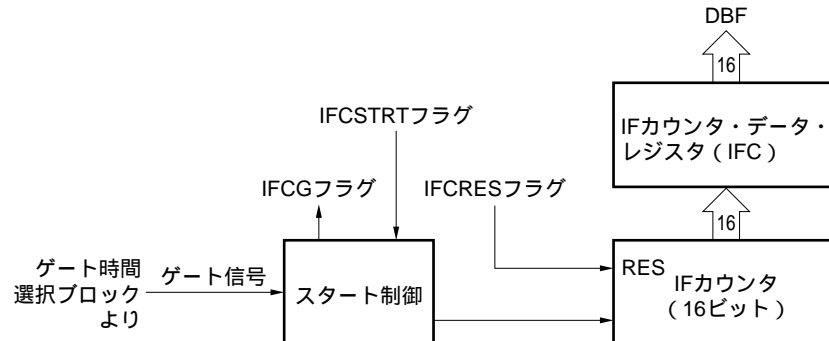 DBF
16
IFカウンタ・データ・
レジスタ（IFC）
16
IFCSTRTフラグ
IFCGフラグ
IFCRESフラグ
ゲート時間
選択ブロック
より
ゲート信号
スタート制御
RES
IFカウンタ
（16ビット）